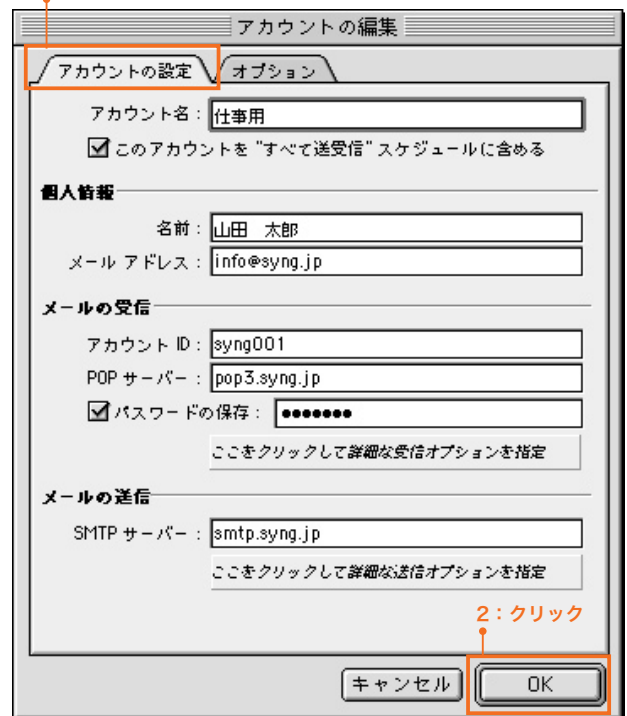 アカウントの編集
アカウントの設定 オプション
アカウント名： 仕事用
このアカウントを "すべて送受信" スケジュールに含める
個人情報
名前： 山田　太郎
メール アドレス： info@syng.jp
メールの受信
アカウント ID： syng001
POP サーバー： pop3.syng.jp
パスワードの保存： •••••••
ここをクリックして詳細な受信オプションを指定
メールの送信
SMTP サーバー： smtp.syng.jp
ここをクリックして詳細な送信オプションを指定
2：クリック
キャンセル OK